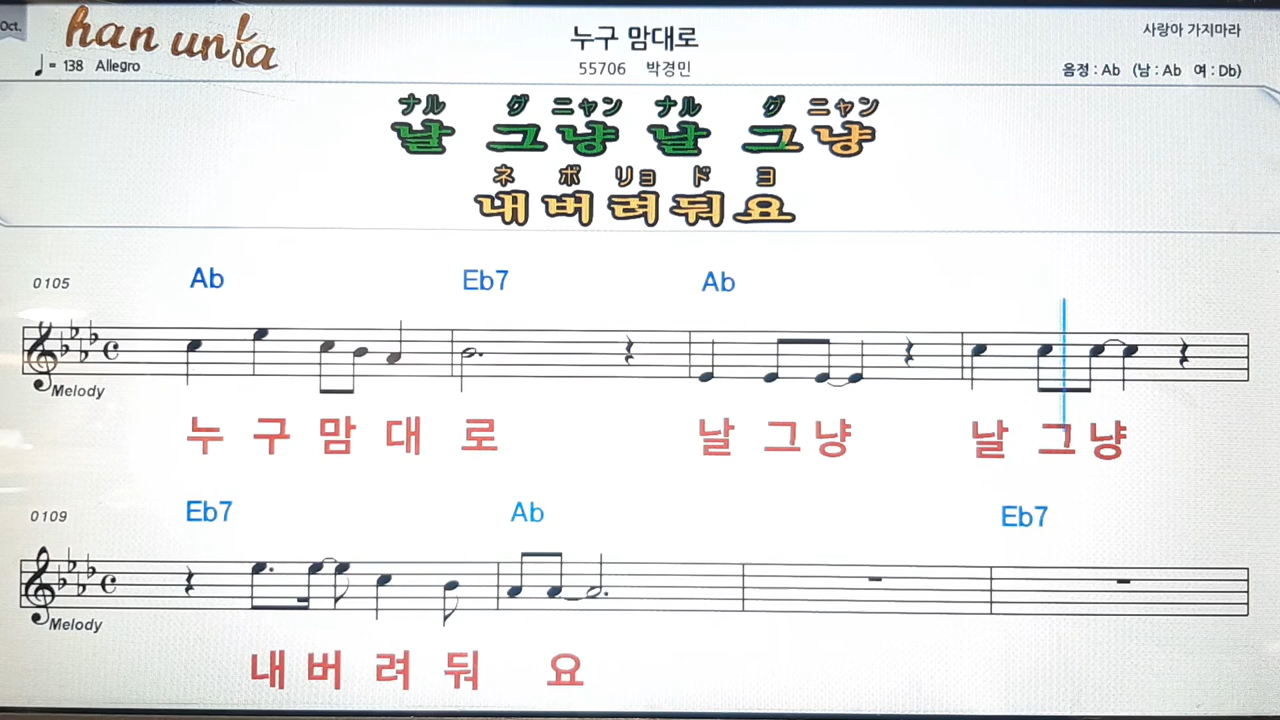 Oct.
han unfa
누구 맘대로
사랑아 가지마라
♩= 138 Allegro
55706 박경민
음정 : Ab (남 : Ab 여 : Db)
ナル グ ニャン ナル グ ニャン
날 그냥 날 그냥
ネ ボ リョ ド ヨ
내버려둬요
0105 Ab Eb7 Ab
Melody
누 구 맘 대 로 날 그 냥 날 그 냥
0109 Eb7 Ab Eb7
Melody
내 버 려 둬 요